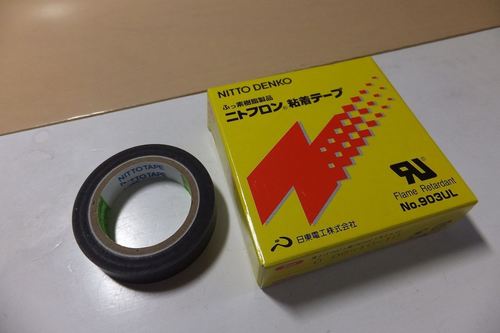 NITTO DENKO
ふっ素樹脂製品
ニトフロン®粘着テープ
Flame Retardant
No.903UL
日東電工株式会社
NITTO TAPE